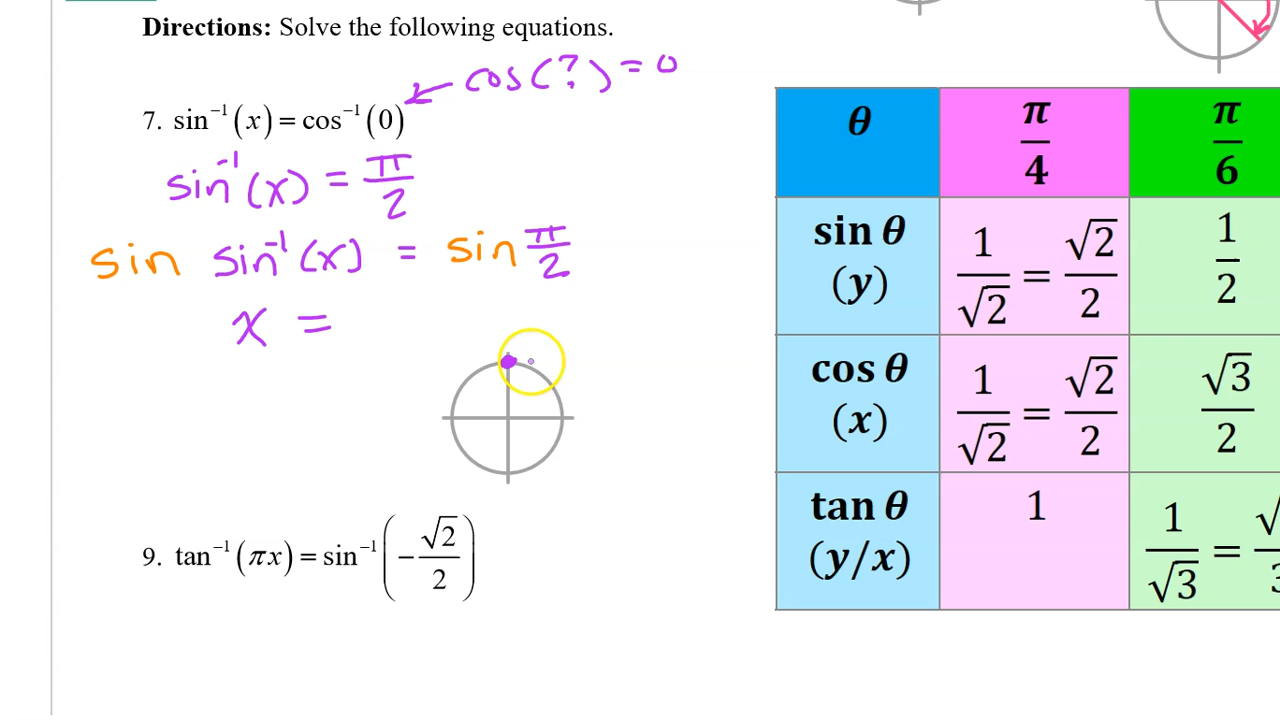 Directions: Solve the following equations.
cos(?) = 0
7. sin⁻¹(x) = cos⁻¹(0)
sin⁻¹(x) = π/2
sin sin⁻¹(x) = sin π/2
x =
9. tan⁻¹(πx) = sin⁻¹(−√2/2)
θ π/4 π/6
sin θ (y) 1/√2 = √2/2 1/2
cos θ (x) 1/√2 = √2/2 √3/2
tan θ (y/x) 1 1/√3 = √